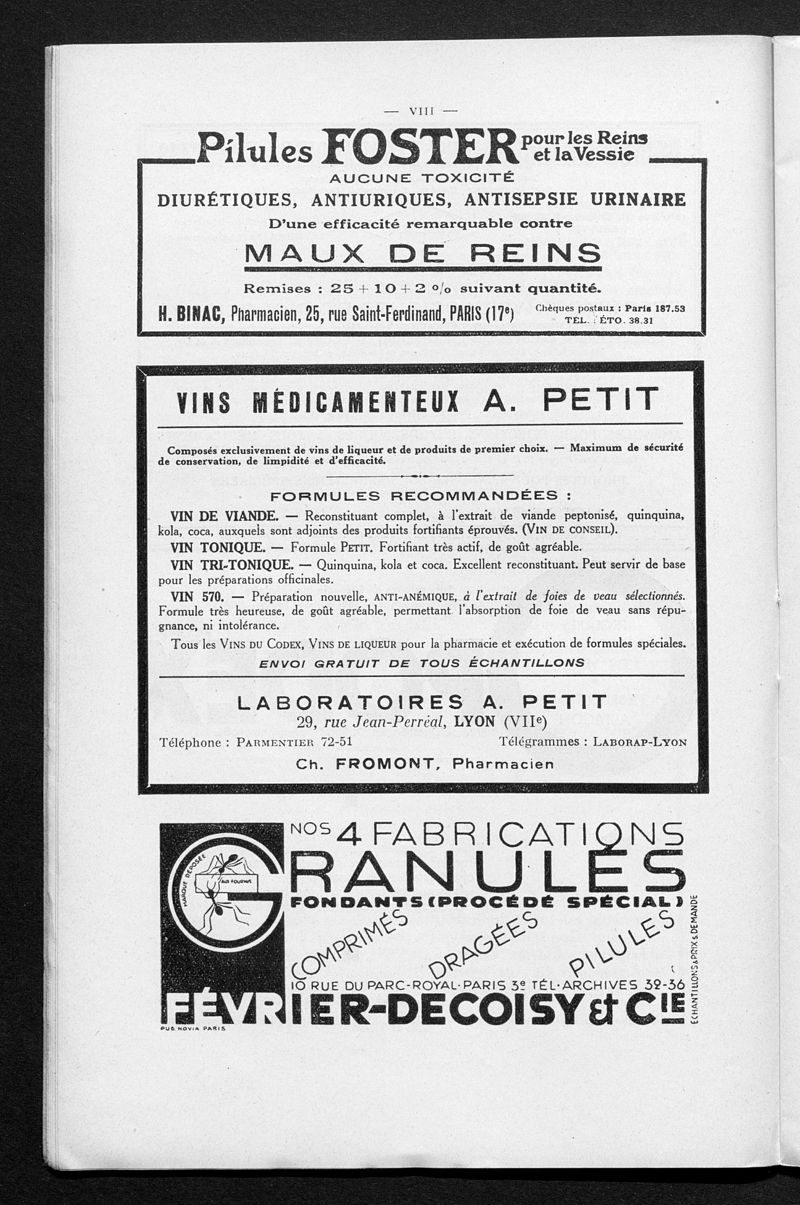 — VIII —
Pilules FOSTER pour les Reins et la Vessie
AUCUNE TOXICITÉ
DIURÉTIQUES, ANTIURIQUES, ANTISEPSIE URINAIRE
D'une efficacité remarquable contre
MAUX DE REINS
Remises : 25 + 10 + 2 % suivant quantité.
H. BINAC, Pharmacien, 25, rue Saint-Ferdinand, PARIS (17e)
Chèques postaux : Paris 187.53
TEL. : ÉTO. 38.31
VINS MÉDICAMENTEUX A. PETIT
Composés exclusivement de vins de liqueur et de produits de premier choix. — Maximum de sécurité
de conservation, de limpidité et d'efficacité.
FORMULES RECOMMANDÉES :
VIN DE VIANDE. — Reconstituant complet, à l'extrait de viande peptonisé, quinquina,
kola, coca, auxquels sont adjoints des produits fortifiants éprouvés. (VIN DE CONSEIL).
VIN TONIQUE. — Formule PETIT. Fortifiant très actif, de goût agréable.
VIN TRI-TONIQUE. — Quinquina, kola et coca. Excellent reconstituant. Peut servir de base
pour les préparations officinales.
VIN 570. — Préparation nouvelle, ANTI-ANÉMIQUE, à l'extrait de foies de veau sélectionnés.
Formule très heureuse, de goût agréable, permettant l'absorption de foie de veau sans répu-
gnance, ni intolérance.
Tous les VINS DU CODEX, VINS DE LIQUEUR pour la pharmacie et exécution de formules spéciales.
ENVOI GRATUIT DE TOUS ÉCHANTILLONS
LABORATOIRES A. PETIT
29, rue Jean-Perréal, LYON (VIIe)
Téléphone : PARMENTIER 72-51
Télégrammes : LABORAP-LYON
Ch. FROMONT, Pharmacien
NOS 4 FABRICATIONS
GRANULES
MARQUE DÉPOSÉE
AUX FOURMIS
FONDANTS (PROCÉDÉ SPÉCIAL)
COMPRIMÉS
DRAGÉES
PILULES
10 RUE DU PARC-ROYAL·PARIS 3e TÉL·ARCHIVES 32-36
FÉVRIER-DECOISY et CIE
ÉCHANTILLONS & PRIX & DEMANDE
PUB. NOVIA PARIS